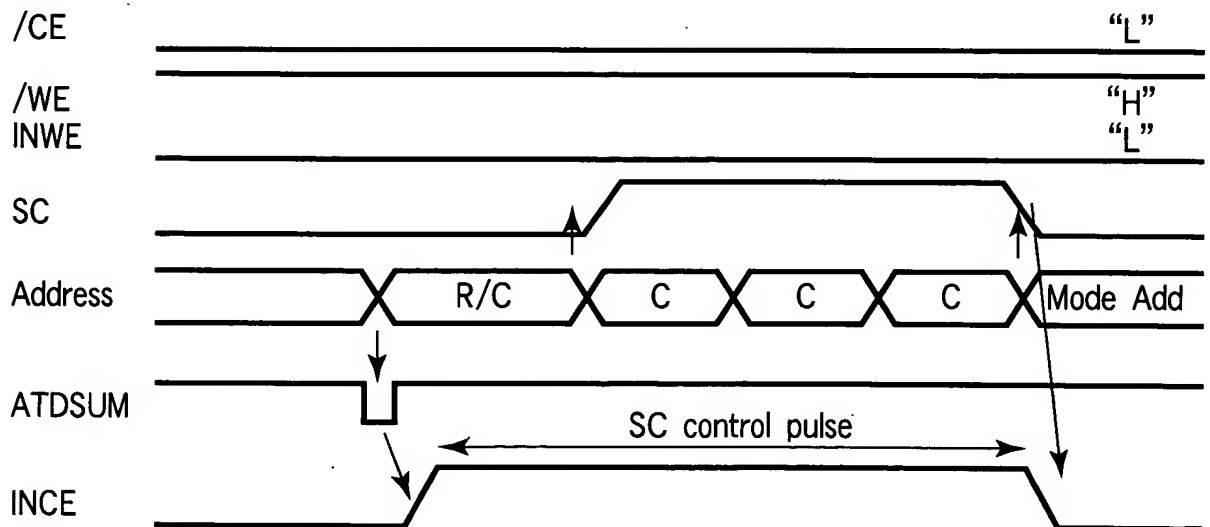 /CE “L”
/WE “H”
INWE “L”
SC
Address R/C C C C Mode Add
ATDSUM
SC control pulse
INCE